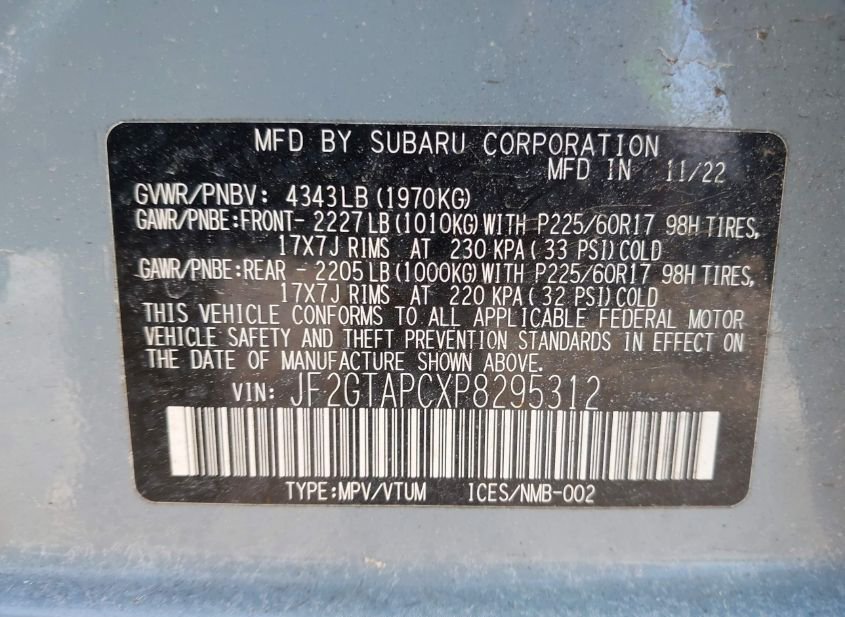 MFD BY SUBARU CORPORATION
MFD IN 11/22
GVWR/PNBV: 4343LB (1970KG)
GAWR/PNBE:FRONT- 2227LB(1010KG)WITH P225/60R17 98H TIRES,
17X7J RIMS AT 230 KPA( 33 PSI)COLD
GAWR/PNBE:REAR - 2205LB(1000KG)WITH P225/60R17 98H TIRES,
17X7J RIMS AT 220 KPA( 32 PSI)COLD
THIS VEHICLE CONFORMS TO ALL APPLICABLE FEDERAL MOTOR
VEHICLE SAFETY AND THEFT PREVENTION STANDARDS IN EFFECT ON
THE DATE OF MANUFACTURE SHOWN ABOVE.
VIN: JF2GTAPCXP8295312
TYPE:MPV/VTUM ICES/NMB-002